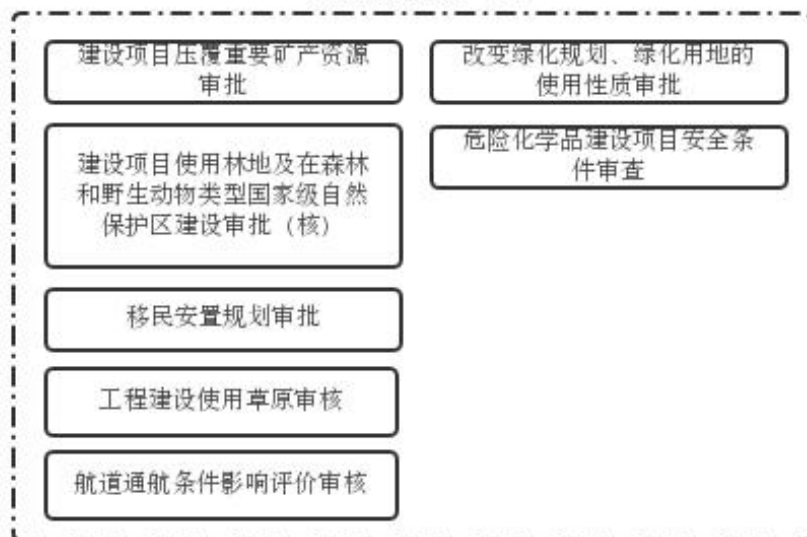 建设项目压覆重要矿产资源
审批
建设项目使用林地及在森林
和野生动物类型国家级自然
保护区建设审批（核）
移民安置规划审批
工程建设使用草原审核
航道通航条件影响评价审核
改变绿化规划、绿化用地的
使用性质审批
危险化学品建设项目安全条
件审查